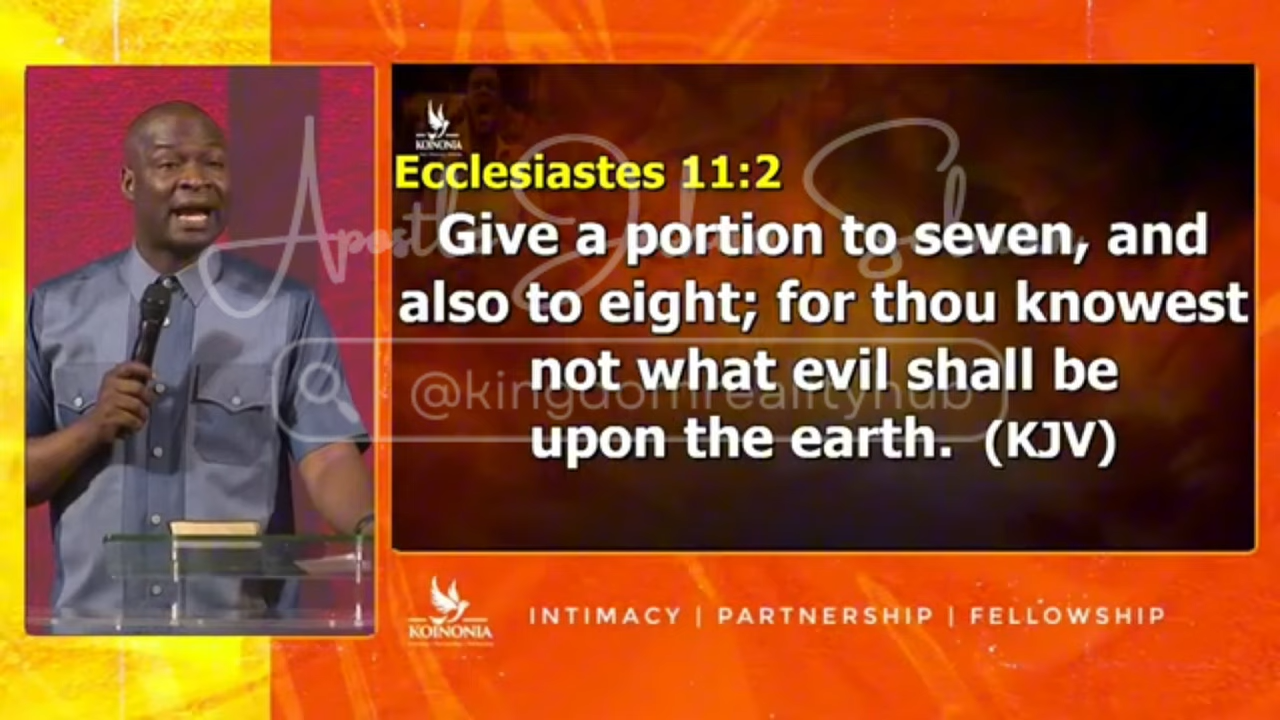 KOINONIA
Ecclesiastes 11:2
Give a portion to seven, and
also to eight; for thou knowest
not what evil shall be
upon the earth. (KJV)
Apostle
@kingdomrealityhub
KOINONIA
INTIMACY | PARTNERSHIP | FELLOWSHIP